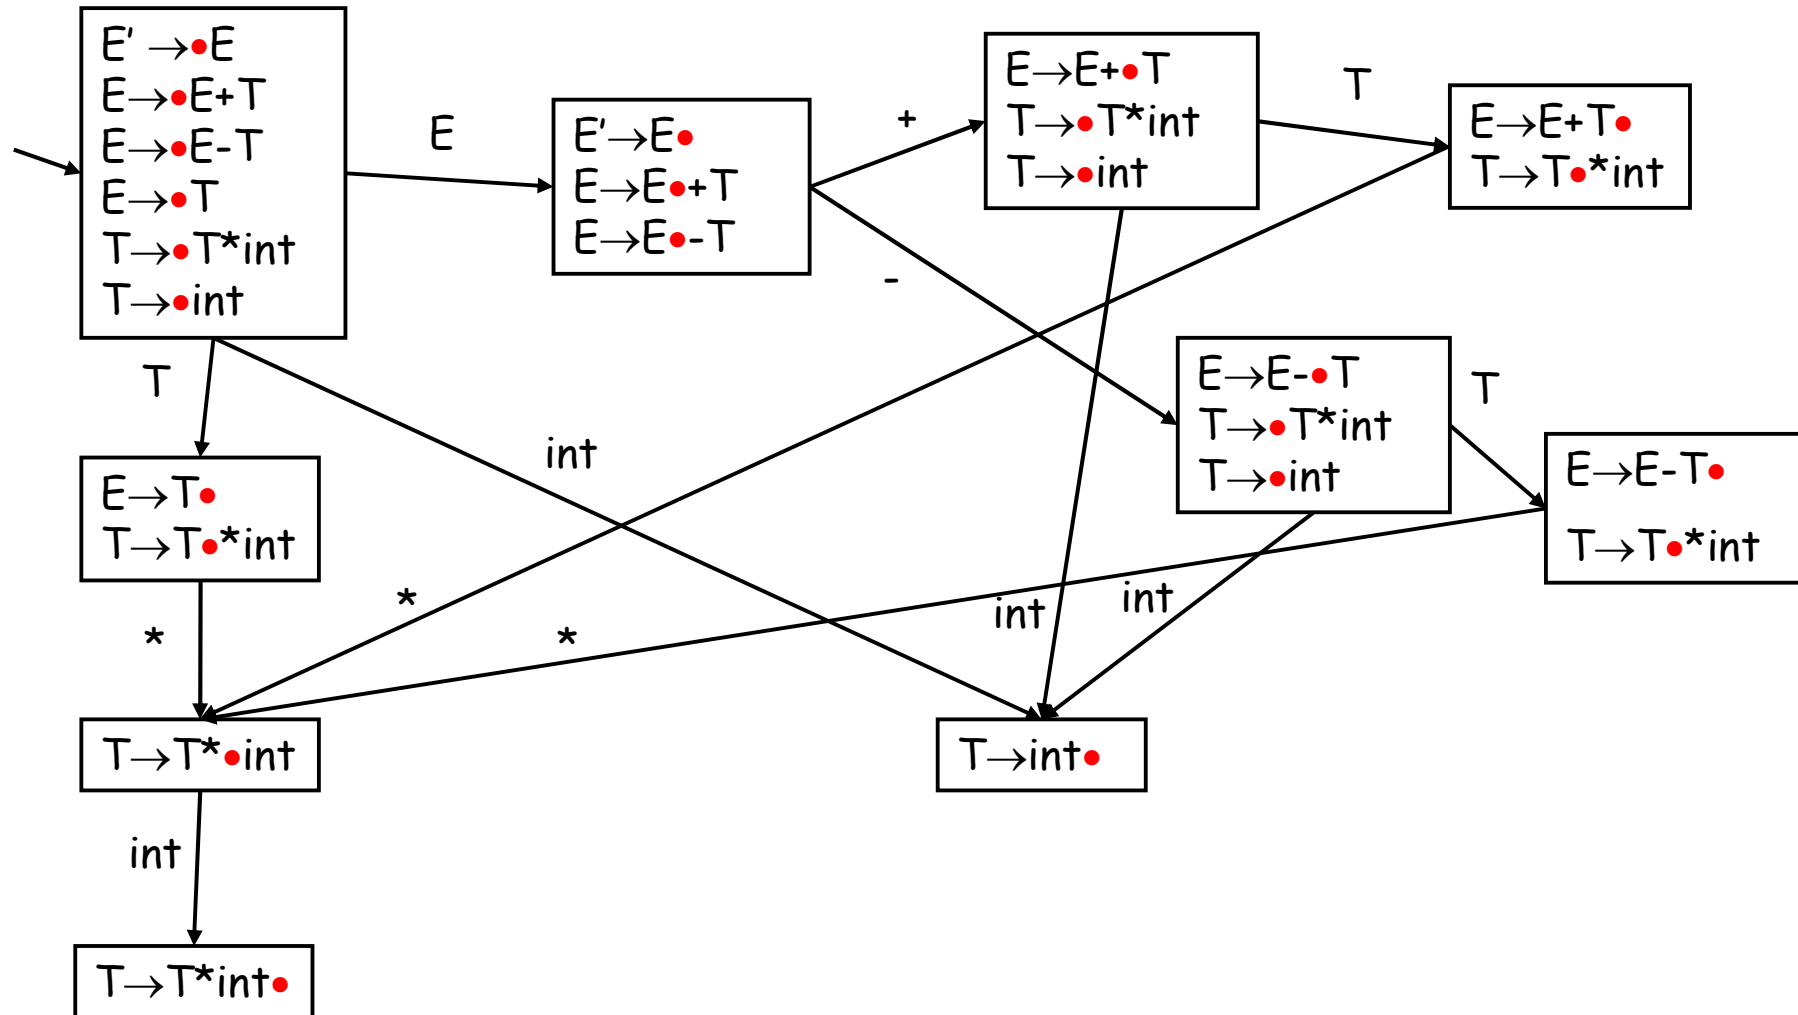 E' →•E
E→•E+T
E→•E-T
E→•T
T→•T*int
T→•int
E
E'→E•
E→E•+T
E→E•-T
+
-
E→E+•T
T→•T*int
T→•int
T
E→E+T•
T→T•*int
E→E-•T
T→•T*int
T→•int
T
E→E-T•
T→T•*int
T
int
E→T•
T→T•*int
*
*
*
int
int
T→T*•int
T→int•
int
T→T*int•